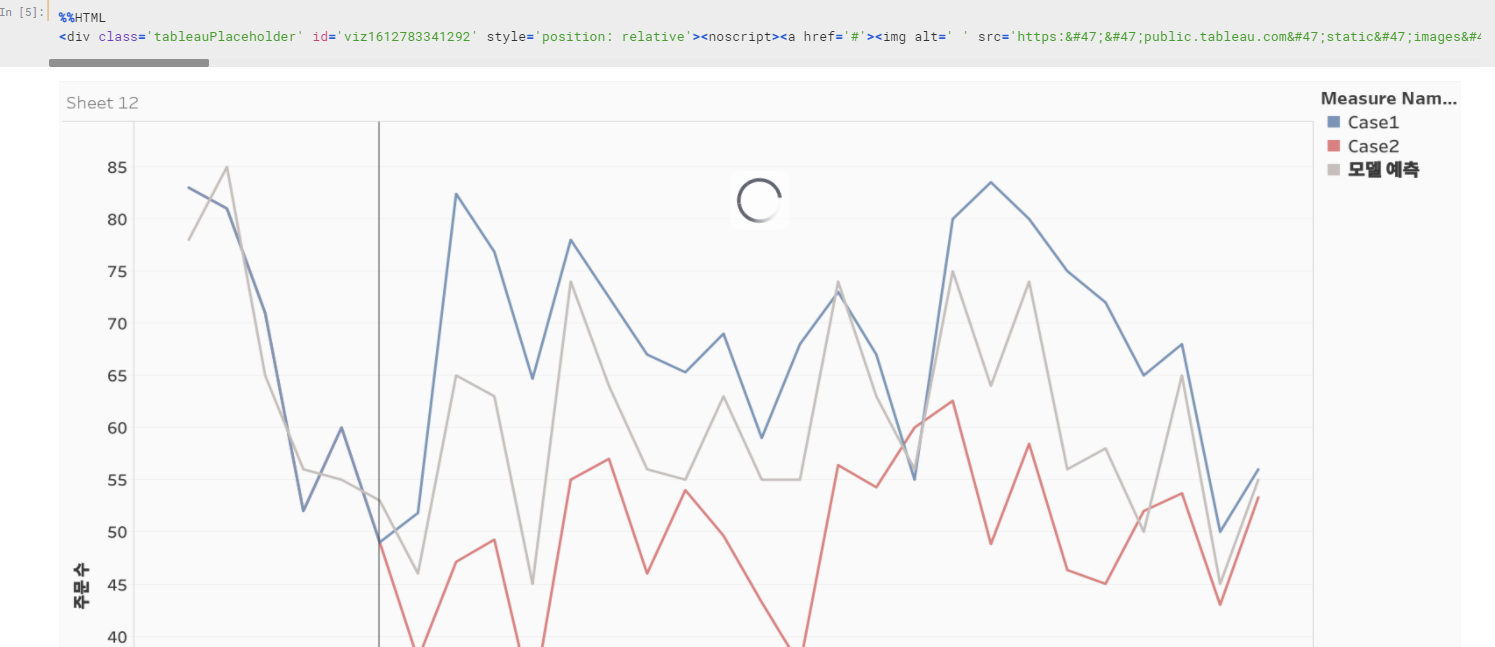 In [5]:
%%HTML
<div class='tableauPlaceholder' id='viz1612783341292' style='position: relative'><noscript><a href='#'><img alt=' ' src='https:&#47;&#47;public.tableau.com&#47;static&#47;images&#4
Sheet 12
Measure Nam...
Case1
Case2
모델 예측
85
80
75
70
65
60
55
50
45
40
주문 수